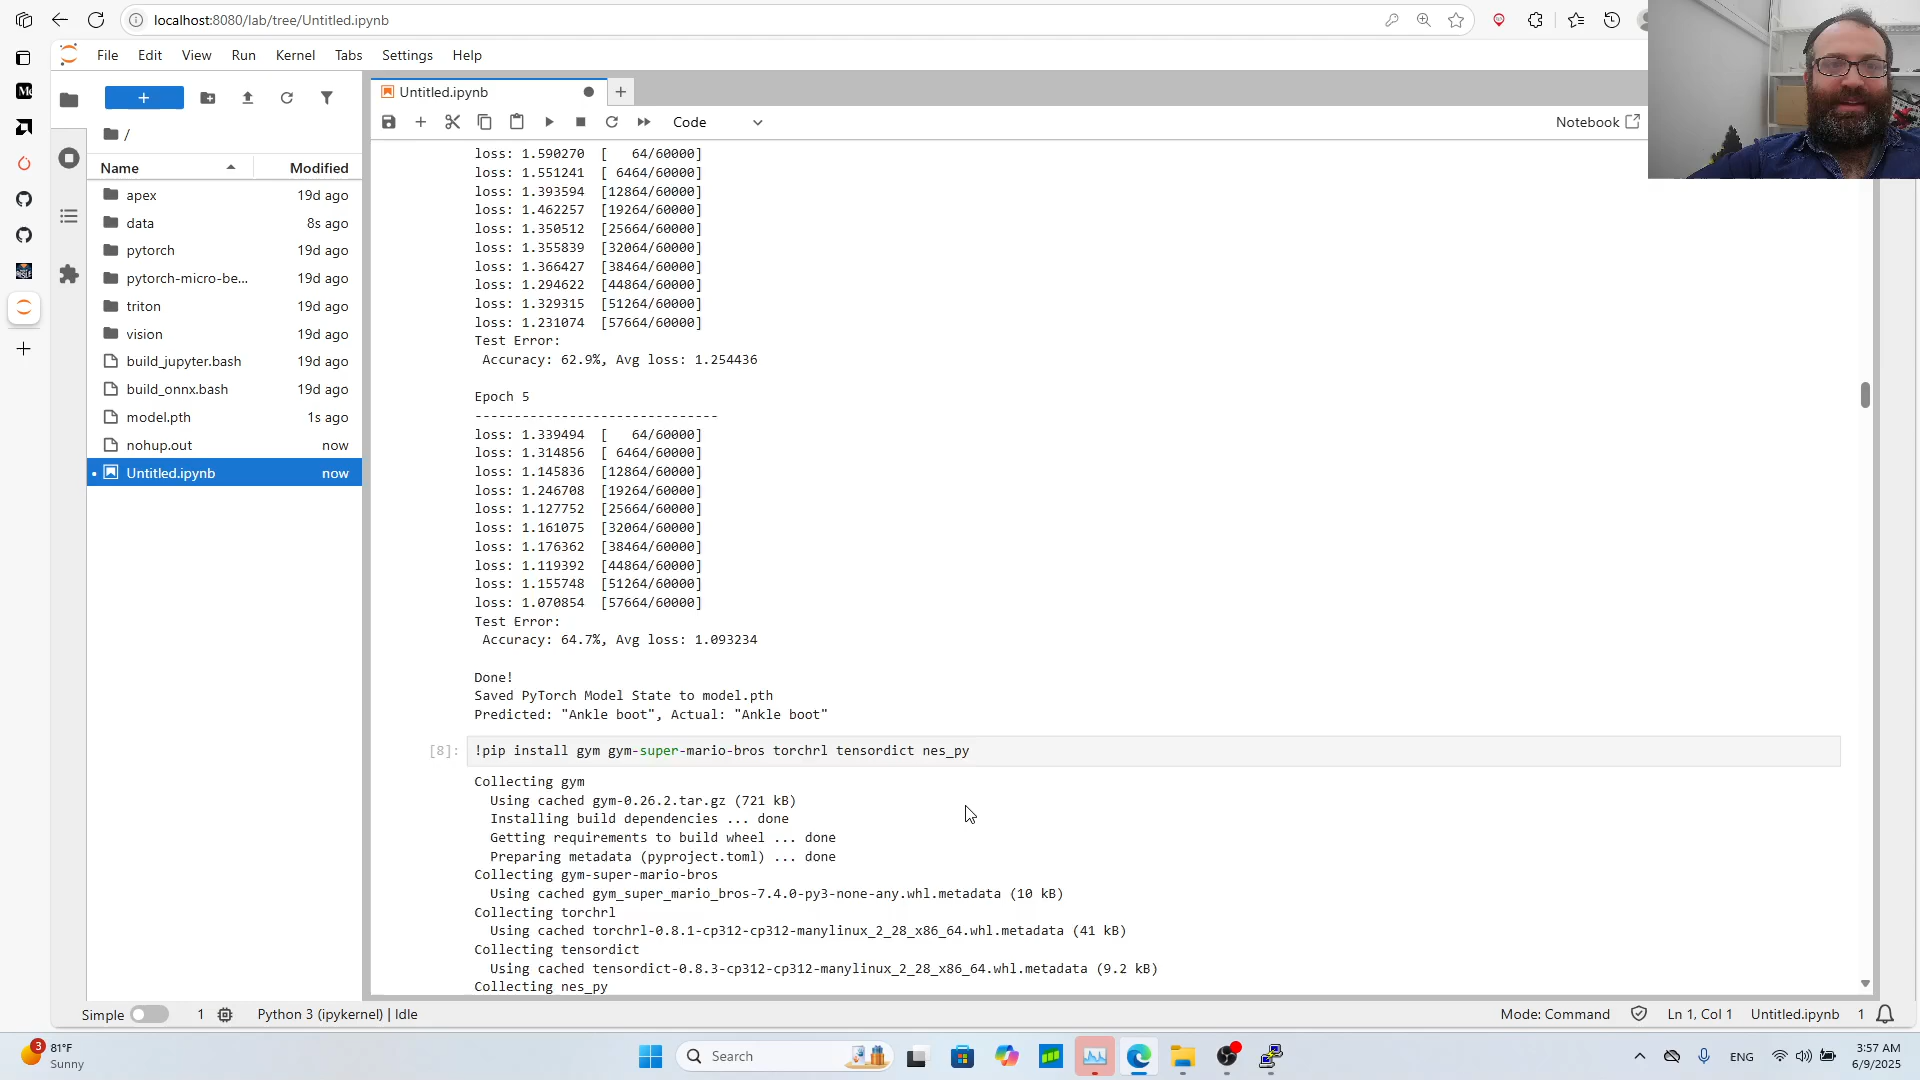 localhost:8080/lab/tree/Untitled.ipynb
File Edit View Run Kernel Tabs Settings Help
Untitled.ipynb
Code
Notebook
/
Name Modified
apex 19d ago
data 8s ago
pytorch 19d ago
pytorch-micro-be... 19d ago
triton 19d ago
vision 19d ago
build_jupyter.bash 19d ago
build_onnx.bash 19d ago
model.pth 1s ago
nohup.out now
Untitled.ipynb now
loss: 1.590270 [ 64/60000]
loss: 1.551241 [ 6464/60000]
loss: 1.393594 [12864/60000]
loss: 1.462257 [19264/60000]
loss: 1.350512 [25664/60000]
loss: 1.355839 [32064/60000]
loss: 1.366427 [38464/60000]
loss: 1.294622 [44864/60000]
loss: 1.329315 [51264/60000]
loss: 1.231074 [57664/60000]
Test Error:
Accuracy: 62.9%, Avg loss: 1.254436
Epoch 5
-------------------------------
loss: 1.339494 [ 64/60000]
loss: 1.314856 [ 6464/60000]
loss: 1.145836 [12864/60000]
loss: 1.246708 [19264/60000]
loss: 1.127752 [25664/60000]
loss: 1.161075 [32064/60000]
loss: 1.176362 [38464/60000]
loss: 1.119392 [44864/60000]
loss: 1.155748 [51264/60000]
loss: 1.070854 [57664/60000]
Test Error:
Accuracy: 64.7%, Avg loss: 1.093234
Done!
Saved PyTorch Model State to model.pth
Predicted: "Ankle boot", Actual: "Ankle boot"
[8]: !pip install gym gym-super-mario-bros torchrl tensordict nes_py
Collecting gym
Using cached gym-0.26.2.tar.gz (721 kB)
Installing build dependencies ... done
Getting requirements to build wheel ... done
Preparing metadata (pyproject.toml) ... done
Collecting gym-super-mario-bros
Using cached gym_super_mario_bros-7.4.0-py3-none-any.whl.metadata (10 kB)
Collecting torchrl
Using cached torchrl-0.8.1-cp312-cp312-manylinux_2_28_x86_64.whl.metadata (41 kB)
Collecting tensordict
Using cached tensordict-0.8.3-cp312-cp312-manylinux_2_28_x86_64.whl.metadata (9.2 kB)
Collecting nes_py
Simple 1 Python 3 (ipykernel) | Idle Mode: Command Ln 1, Col 1 Untitled.ipynb 1
3 81°F
Sunny
Search
ENG
3:57 AM
6/9/2025